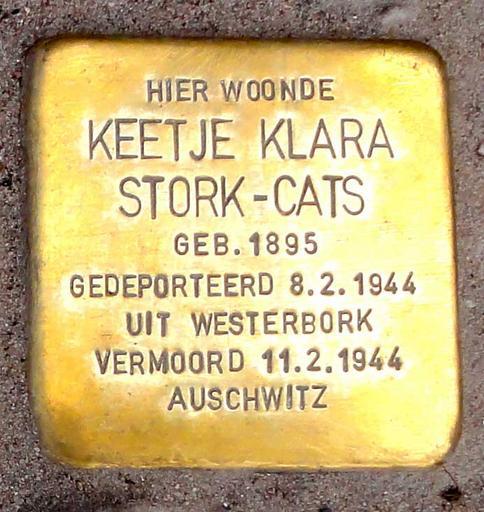 HIER WOONDE
KEETJE KLARA
STORK-CATS
GEB. 1895
GEDEPORTEERD 8.2.1944
UIT WESTERBORK
VERMOORD 11.2.1944
AUSCHWITZ